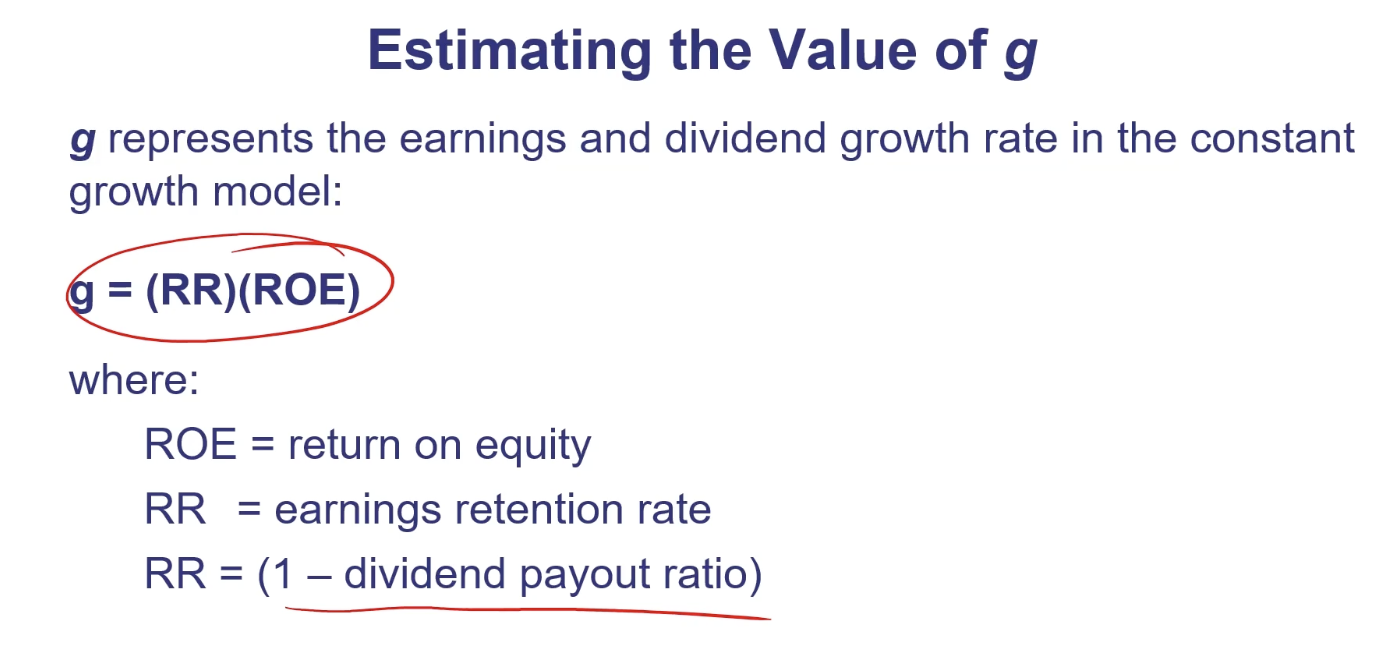 Estimating the Value of g
g represents the earnings and dividend growth rate in the constant
growth model:
g = (RR)(ROE)
where:
ROE = return on equity
RR = earnings retention rate
RR = (1 – dividend payout ratio)